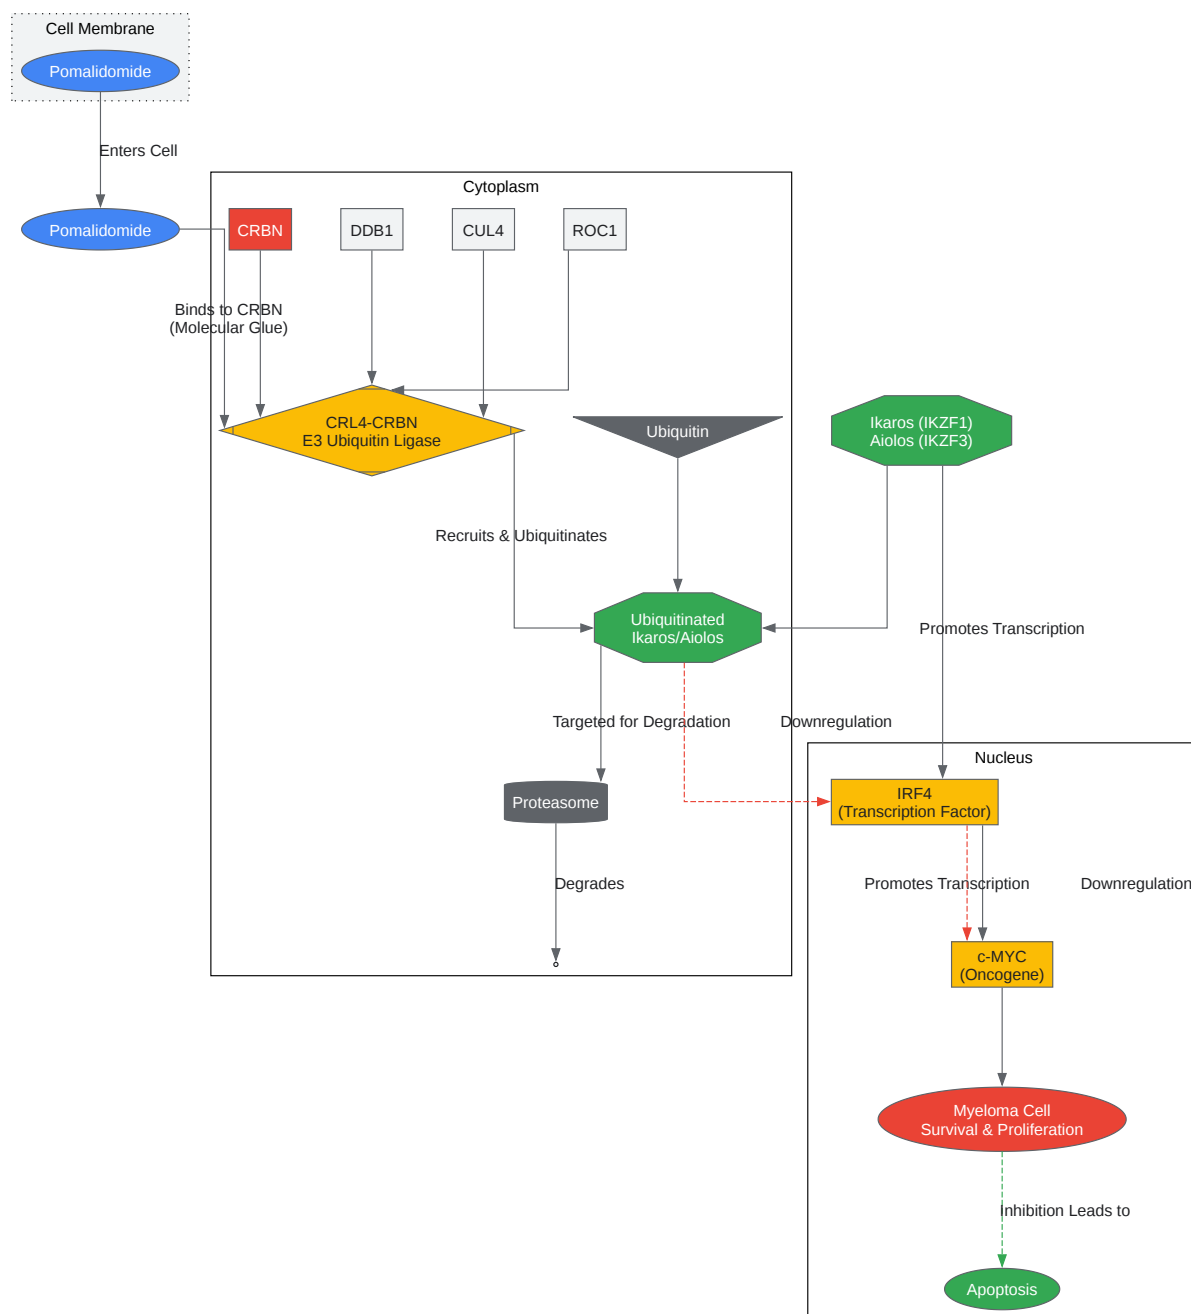 Cell Membrane
Pomalidomide
Enters Cell
Cytoplasm
Pomalidomide
CRBN
DDB1
CUL4
ROC1
Binds to CRBN
(Molecular Glue)
CRL4-CRBN
E3 Ubiquitin Ligase
Ubiquitin
Ikaros (IKZF1)
Aiolos (IKZF3)
Recruits & Ubiquitinates
Ubiquitinated
Ikaros/Aiolos
Promotes Transcription
Targeted for Degradation
Downregulation
Nucleus
Proteasome
IRF4
(Transcription Factor)
Degrades
Promotes Transcription
Downregulation
c-MYC
(Oncogene)
Myeloma Cell
Survival & Proliferation
Inhibition Leads to
Apoptosis